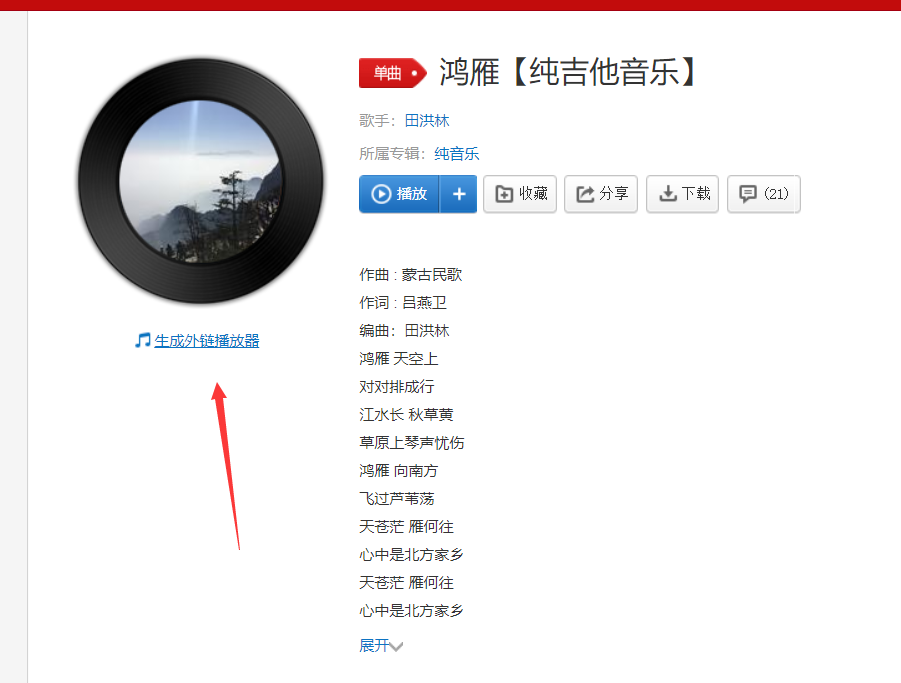 单曲 鸿雁【纯吉他音乐】
歌手：田洪林
所属专辑：纯音乐
播放 + 收藏 分享 下载 (21)
生成外链播放器
作曲 : 蒙古民歌
作词 : 吕燕卫
编曲：田洪林
鸿雁 天空上
对对排成行
江水长 秋草黄
草原上琴声忧伤
鸿雁 向南方
飞过芦苇荡
天苍茫 雁何往
心中是北方家乡
天苍茫 雁何往
心中是北方家乡
展开